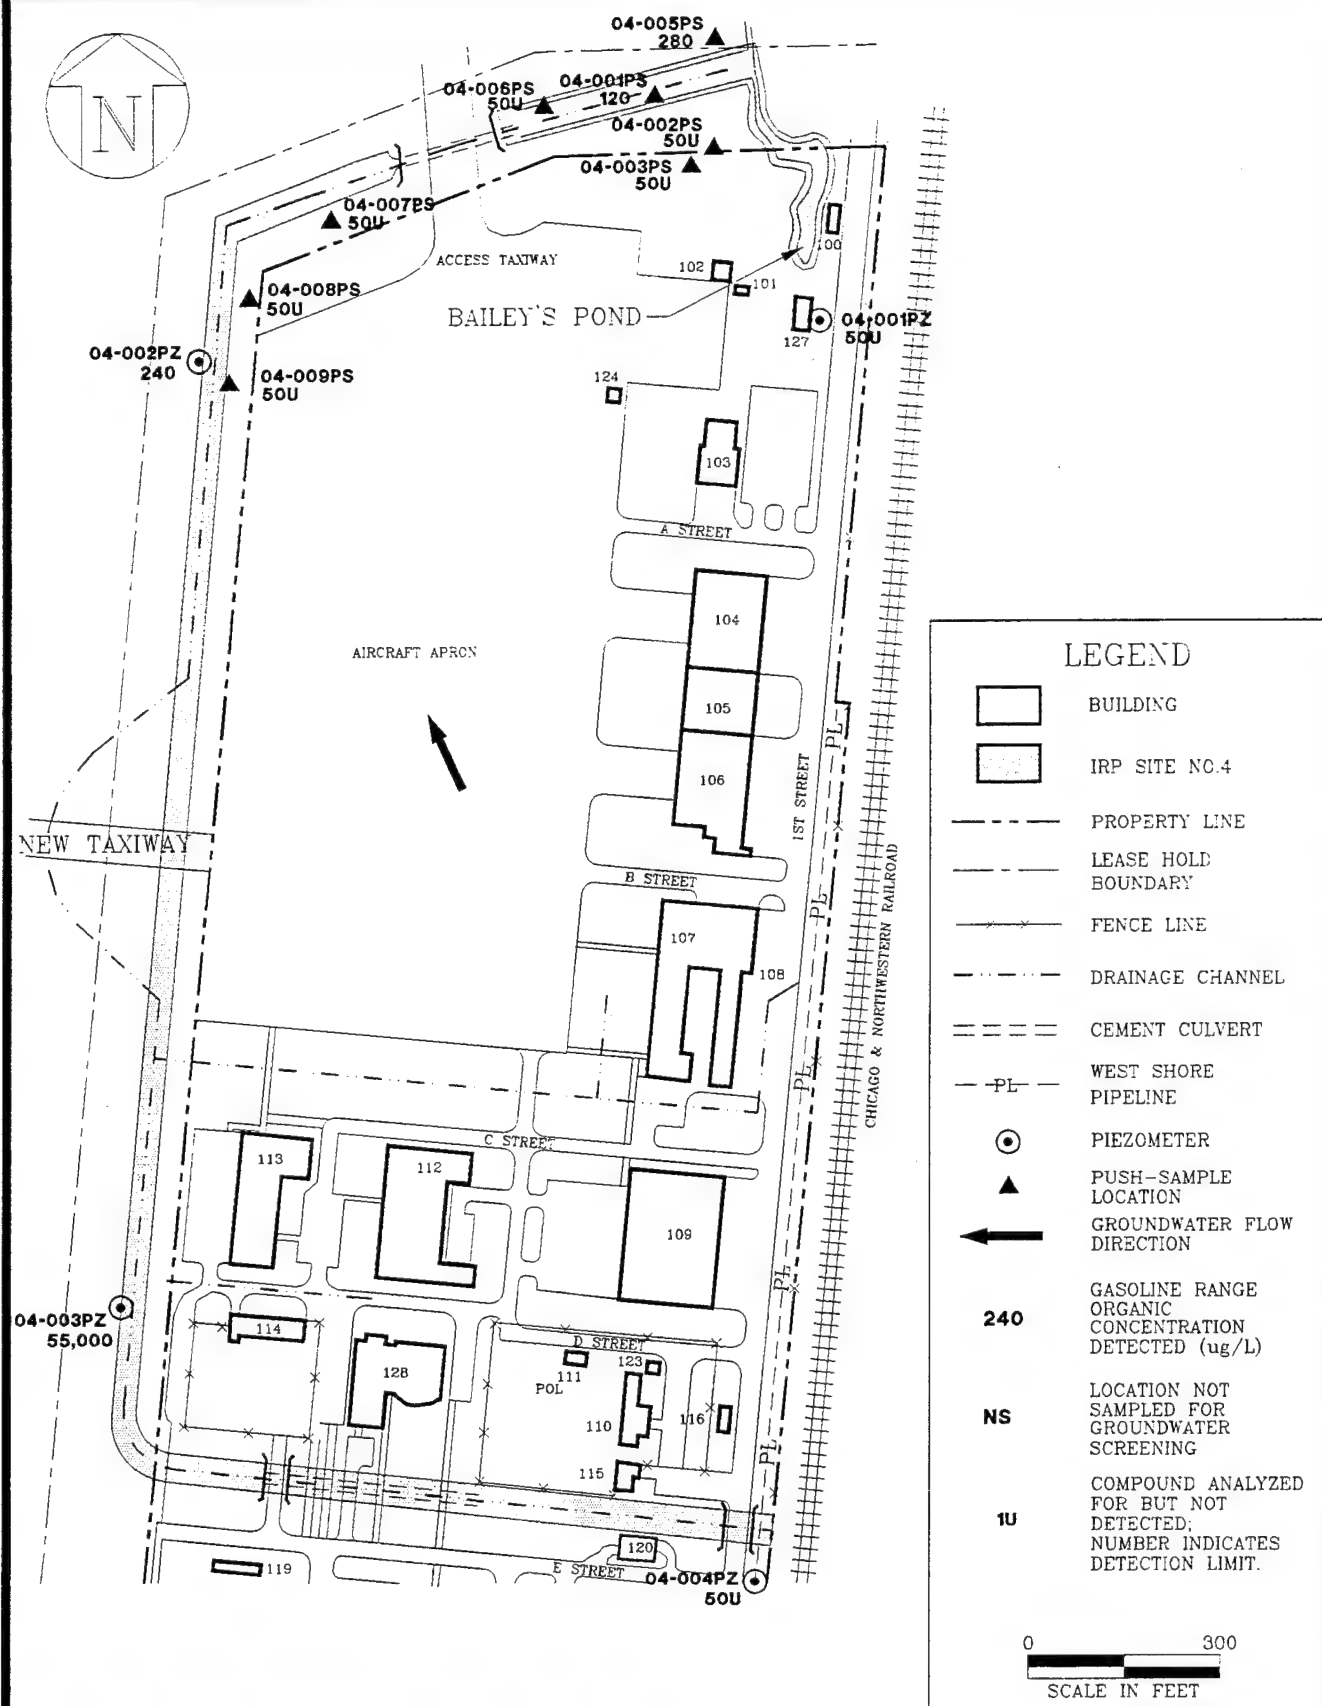 04-005PS
280
N
04-006PS
50U
04-001PS
120
04-002PS
50U
04-003PS
50U
04-007PS
50U
100
ACCESS TAXIWAY
102
101
04-008PS
50U
BAILEY'S POND
127
04-001PZ
50U
04-002PZ
240
04-009PS
50U
124
103
A STREET
104
AIRCRAFT APRON
105
106
PL
1ST STREET
NEW TAXIWAY
B STREET
PL
107
108
CHICAGO & NORTHWESTERN RAILROAD
PL
C STREET
113
112
109
PL
04-003PZ
55,000
114
D STREET
128
111
123
POL
110
116
PL
115
120
119
E STREET
04-004PZ
50U
LEGEND
BUILDING
IRP SITE NO.4
PROPERTY LINE
LEASE HOLD
BOUNDARY
FENCE LINE
DRAINAGE CHANNEL
CEMENT CULVERT
PL
WEST SHORE
PIPELINE
PIEZOMETER
PUSH-SAMPLE
LOCATION
GROUNDWATER FLOW
DIRECTION
240
GASOLINE RANGE
ORGANIC
CONCENTRATION
DETECTED (ug/L)
NS
LOCATION NOT
SAMPLED FOR
GROUNDWATER
SCREENING
1U
COMPOUND ANALYZED
FOR BUT NOT
DETECTED;
NUMBER INDICATES
DETECTION LIMIT.
0 300
SCALE IN FEET